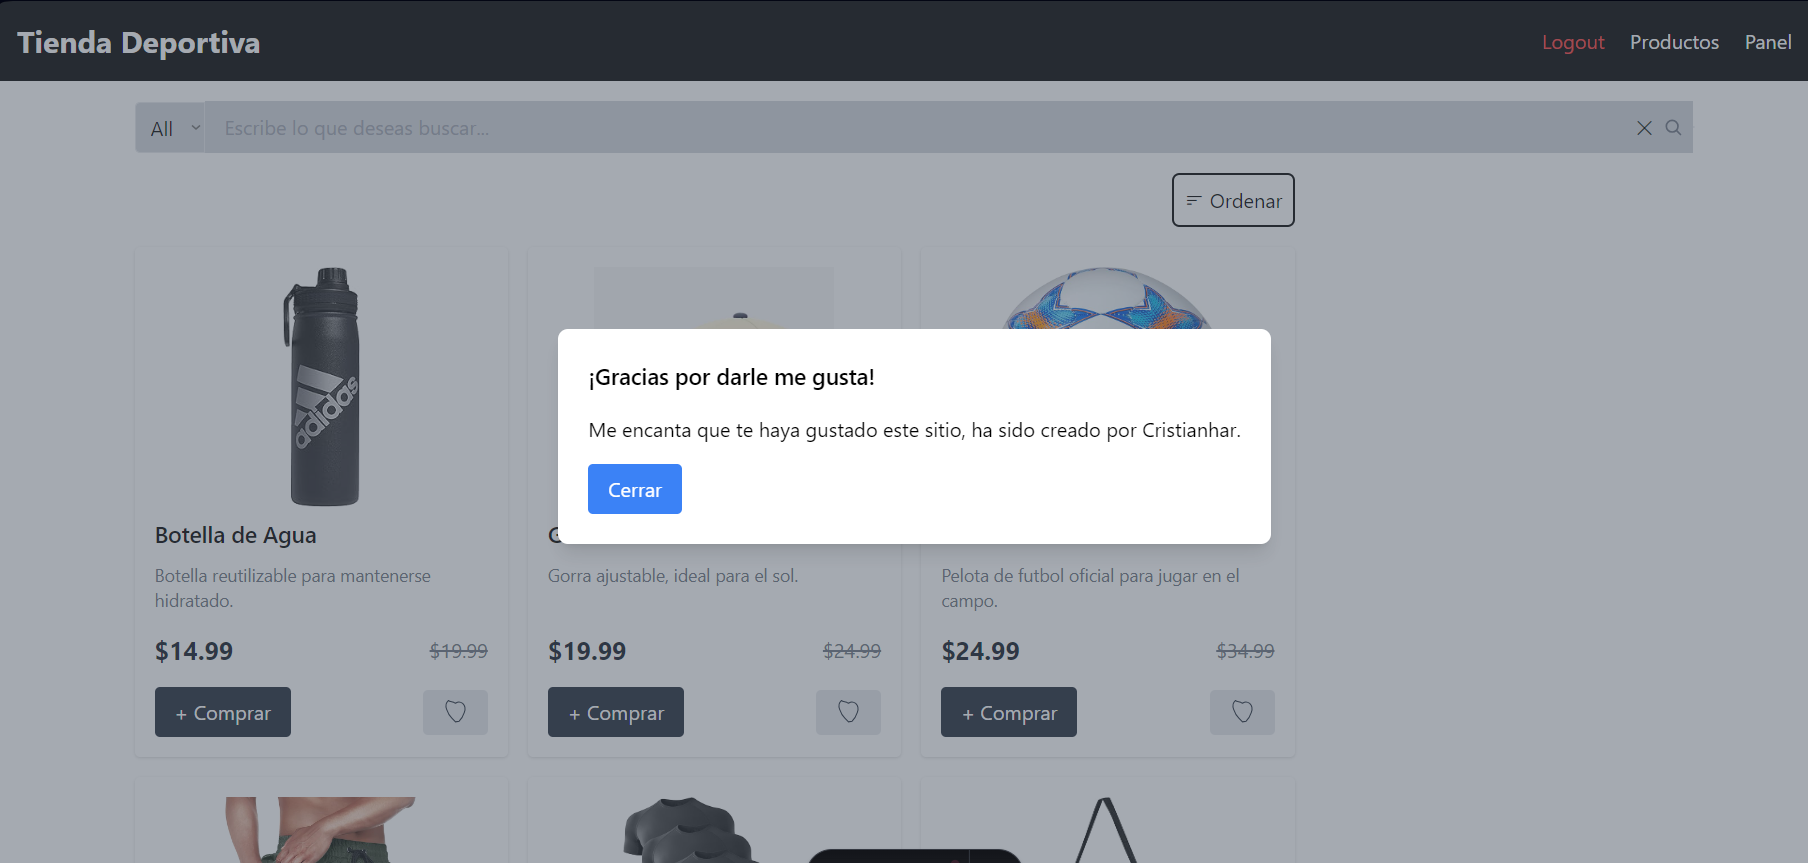 Tienda Deportiva
Logout Productos Panel
All
Escribe lo que deseas buscar...
Ordenar
adidas
¡Gracias por darle me gusta!
Me encanta que te haya gustado este sitio, ha sido creado por Cristianhar.
Cerrar
Botella de Agua
Botella reutilizable para mantenerse
hidratado.
$14.99 $19.99
+ Comprar
Gorra ajustable, ideal para el sol.
$19.99 $24.99
+ Comprar
Pelota de futbol oficial para jugar en el
campo.
$24.99 $34.99
+ Comprar